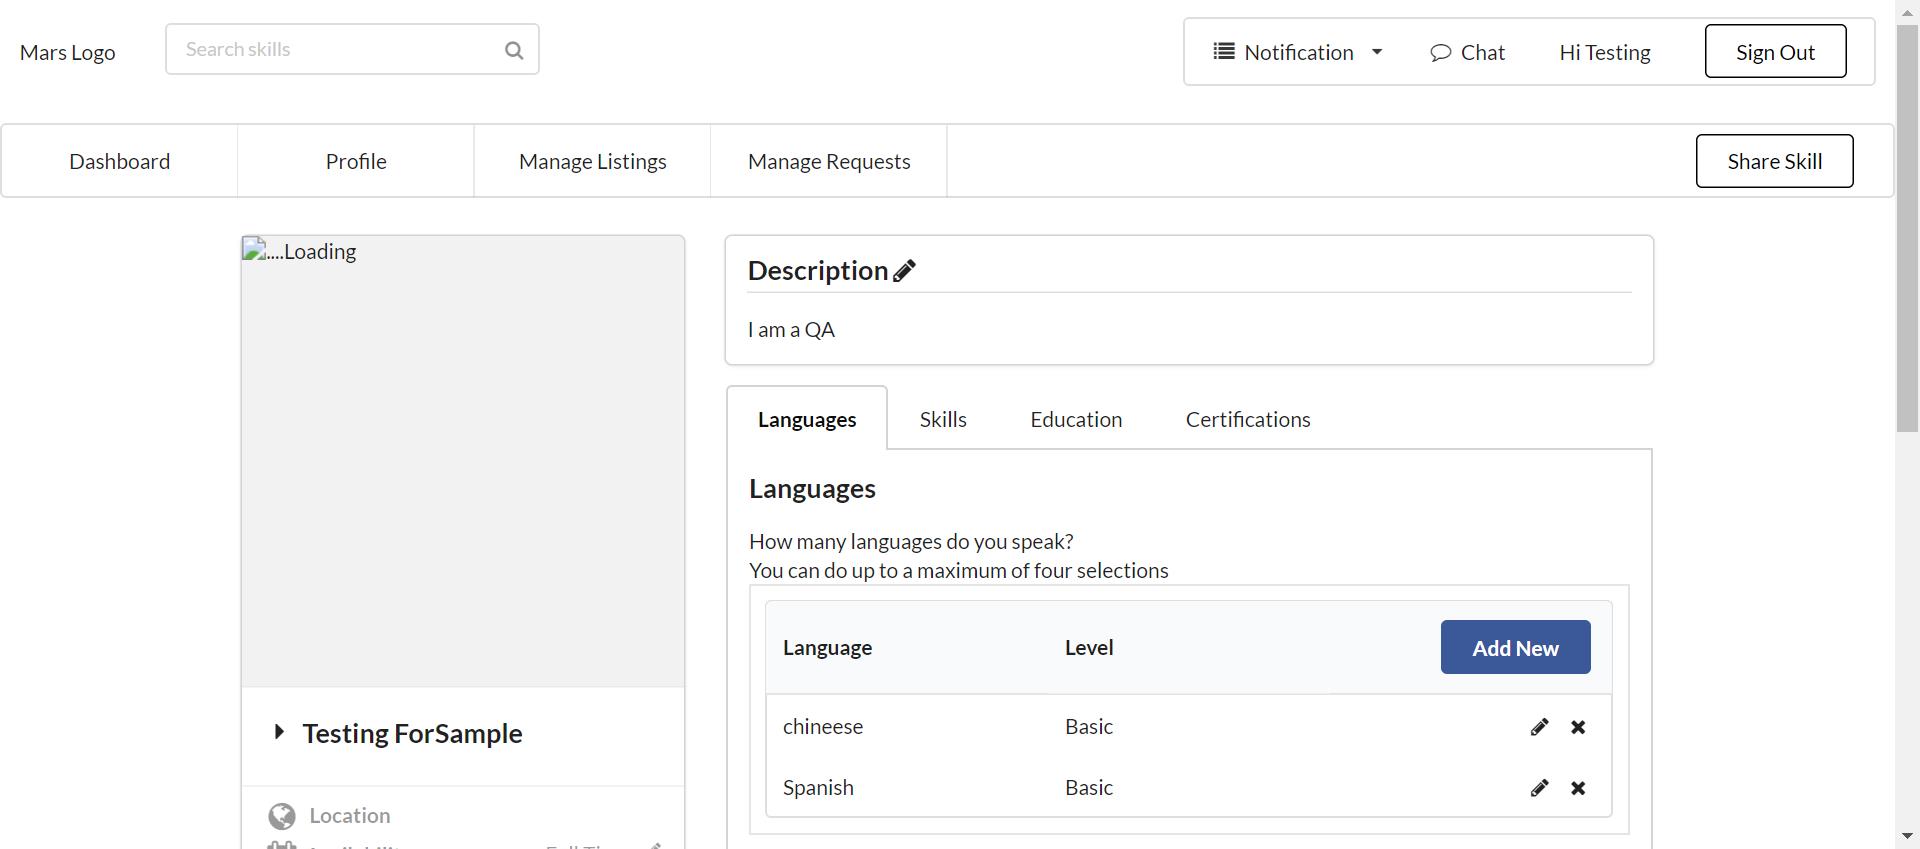 Mars Logo
Search skills
Notification
Chat
Hi Testing
Sign Out
Dashboard
Profile
Manage Listings
Manage Requests
Share Skill
....Loading
Testing ForSample
Location
Description
I am a QA
Languages
Skills
Education
Certifications
Languages
How many languages do you speak?
You can do up to a maximum of four selections
Language
Level
Add New
chineese
Basic
Spanish
Basic